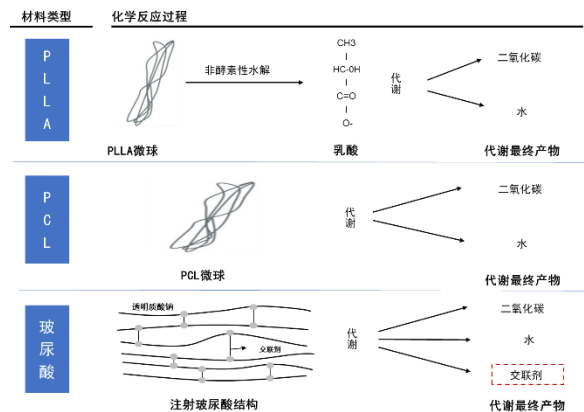 材料类型 化学反应过程
PLLA
非酵素性水解
CH3
HC-0H
C=O
O-
代谢
二氧化碳
水
PLLA微球 乳酸 代谢最终产物
PCL
代谢
二氧化碳
水
PCL微球 代谢最终产物
玻尿酸
透明质酸钠
交联剂
代谢
二氧化碳
水
交联剂
注射玻尿酸结构 代谢最终产物